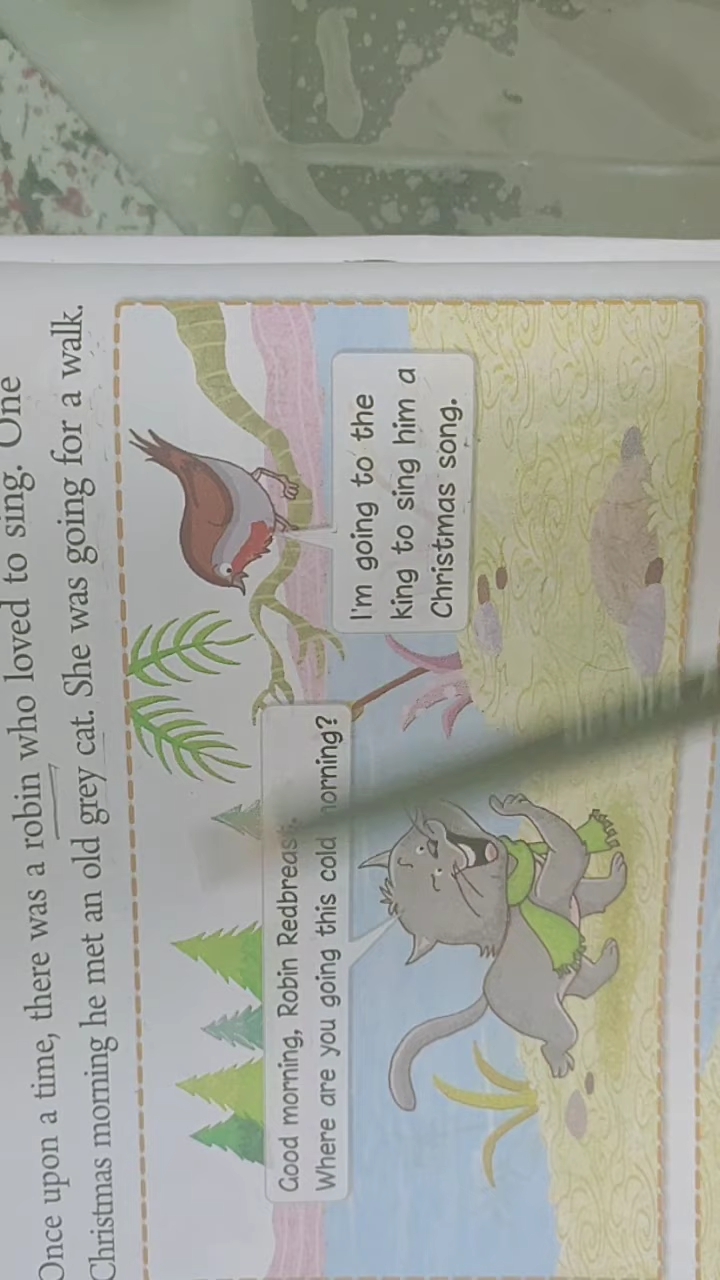 Once upon a time, there was a robin who loved to sing. One
Christmas morning he met an old grey cat. She was going for a walk.
Good morning, Robin Redbreast.
Where are you going this cold morning?
I'm going to the
king to sing him a
Christmas song.